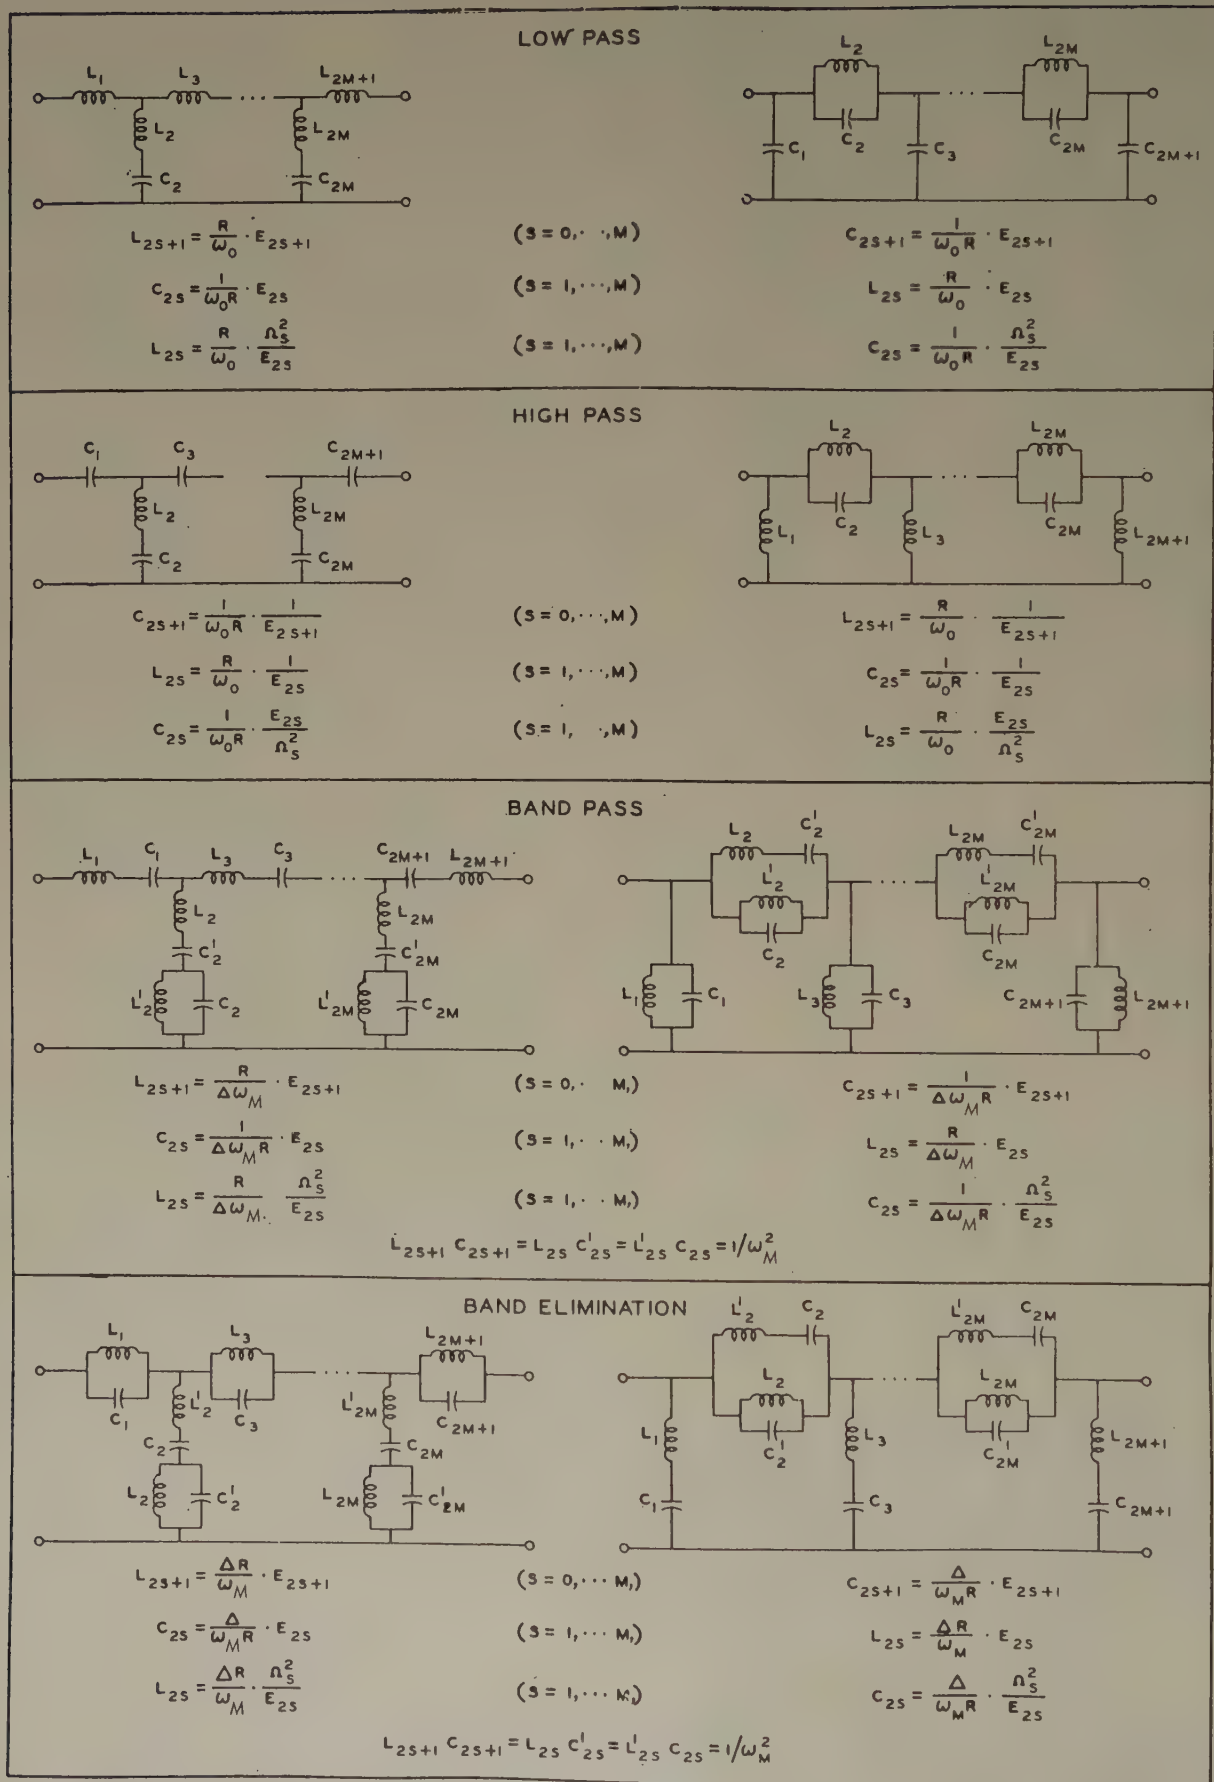 LOW PASS
L₁ L₃ ... L₂M+1
L₂ L₂M
C₂ C₂M
L₂ ... L₂M
C₂ C₂M
C₁ C₃ C₂M+1
L₂S+1 = R/ω₀ · E₂S+1 (S = 0, ···, M) C₂S+1 = 1/ω₀R · E₂S+1
C₂S = 1/ω₀R · E₂S (S = 1, ···, M) L₂S = R/ω₀ · E₂S
L₂S = R/ω₀ · Ω²S/E₂S (S = 1, ···, M) C₂S = 1/ω₀R · Ω²S/E₂S
HIGH PASS
C₁ C₃ C₂M+1
L₂ L₂M
C₂ C₂M
L₂ ... L₂M
C₂ C₂M
L₁ L₃ L₂M+1
C₂S+1 = 1/ω₀R · 1/E₂S+1 (S = 0, ···, M) L₂S+1 = R/ω₀ · 1/E₂S+1
L₂S = R/ω₀ · 1/E₂S (S = 1, ···, M) C₂S = 1/ω₀R · 1/E₂S
C₂S = 1/ω₀R · E₂S/Ω²S (S = 1, ·, M) L₂S = R/ω₀ · E₂S/Ω²S
BAND PASS
L₁ C₁ L₃ C₃ ... C₂M+1 L₂M+1
L₂ L₂M
C'₂ C'₂M
L'₂ C₂ L'₂M C₂M
L₂ C'₂ L₂M C'₂M
L'₂ ... L'₂M
C₂ C₂M
L₁ C₁ L₃ C₃ C₂M+1 L₂M+1
L₂S+1 = R/ΔωM · E₂S+1 (S = 0, · M,) C₂S+1 = 1/ΔωMR · E₂S+1
C₂S = 1/ΔωMR · E₂S (S = 1, ·· M,) L₂S = R/ΔωM · E₂S
L₂S = R/ΔωM. · Ω²S/E₂S (S = 1, ·· M,) C₂S = 1/ΔωMR · Ω²S/E₂S
L₂S+1 C₂S+1 = L₂S C'₂S = L'₂S C₂S = 1/ω²M
BAND ELIMINATION
L₁ L₃ ... L₂M+1
C₁ L'₂ C₃ L'₂M C₂M+1
C₂ C₂M
L₂ C'₂ L₂M C'₂M
L'₂ C₂ L'₂M C₂M
L₂ ... L₂M
C'₂ C'₂M
L₁ L₃ L₂M+1
C₁ C₃ C₂M+1
L₂S+1 = ΔR/ωM · E₂S+1 (S = 0, ··· M,) C₂S+1 = Δ/ωMR · E₂S+1
C₂S = Δ/ωMR · E₂S (S = 1, ··· M,) L₂S = ΔR/ωM · E₂S
L₂S = ΔR/ωM · Ω²S/E₂S (S = 1, ··· M,) C₂S = Δ/ωMR · Ω²S/E₂S
L₂S+1 C₂S+1 = L₂S C'₂S = L'₂S C₂S = 1/ω²M